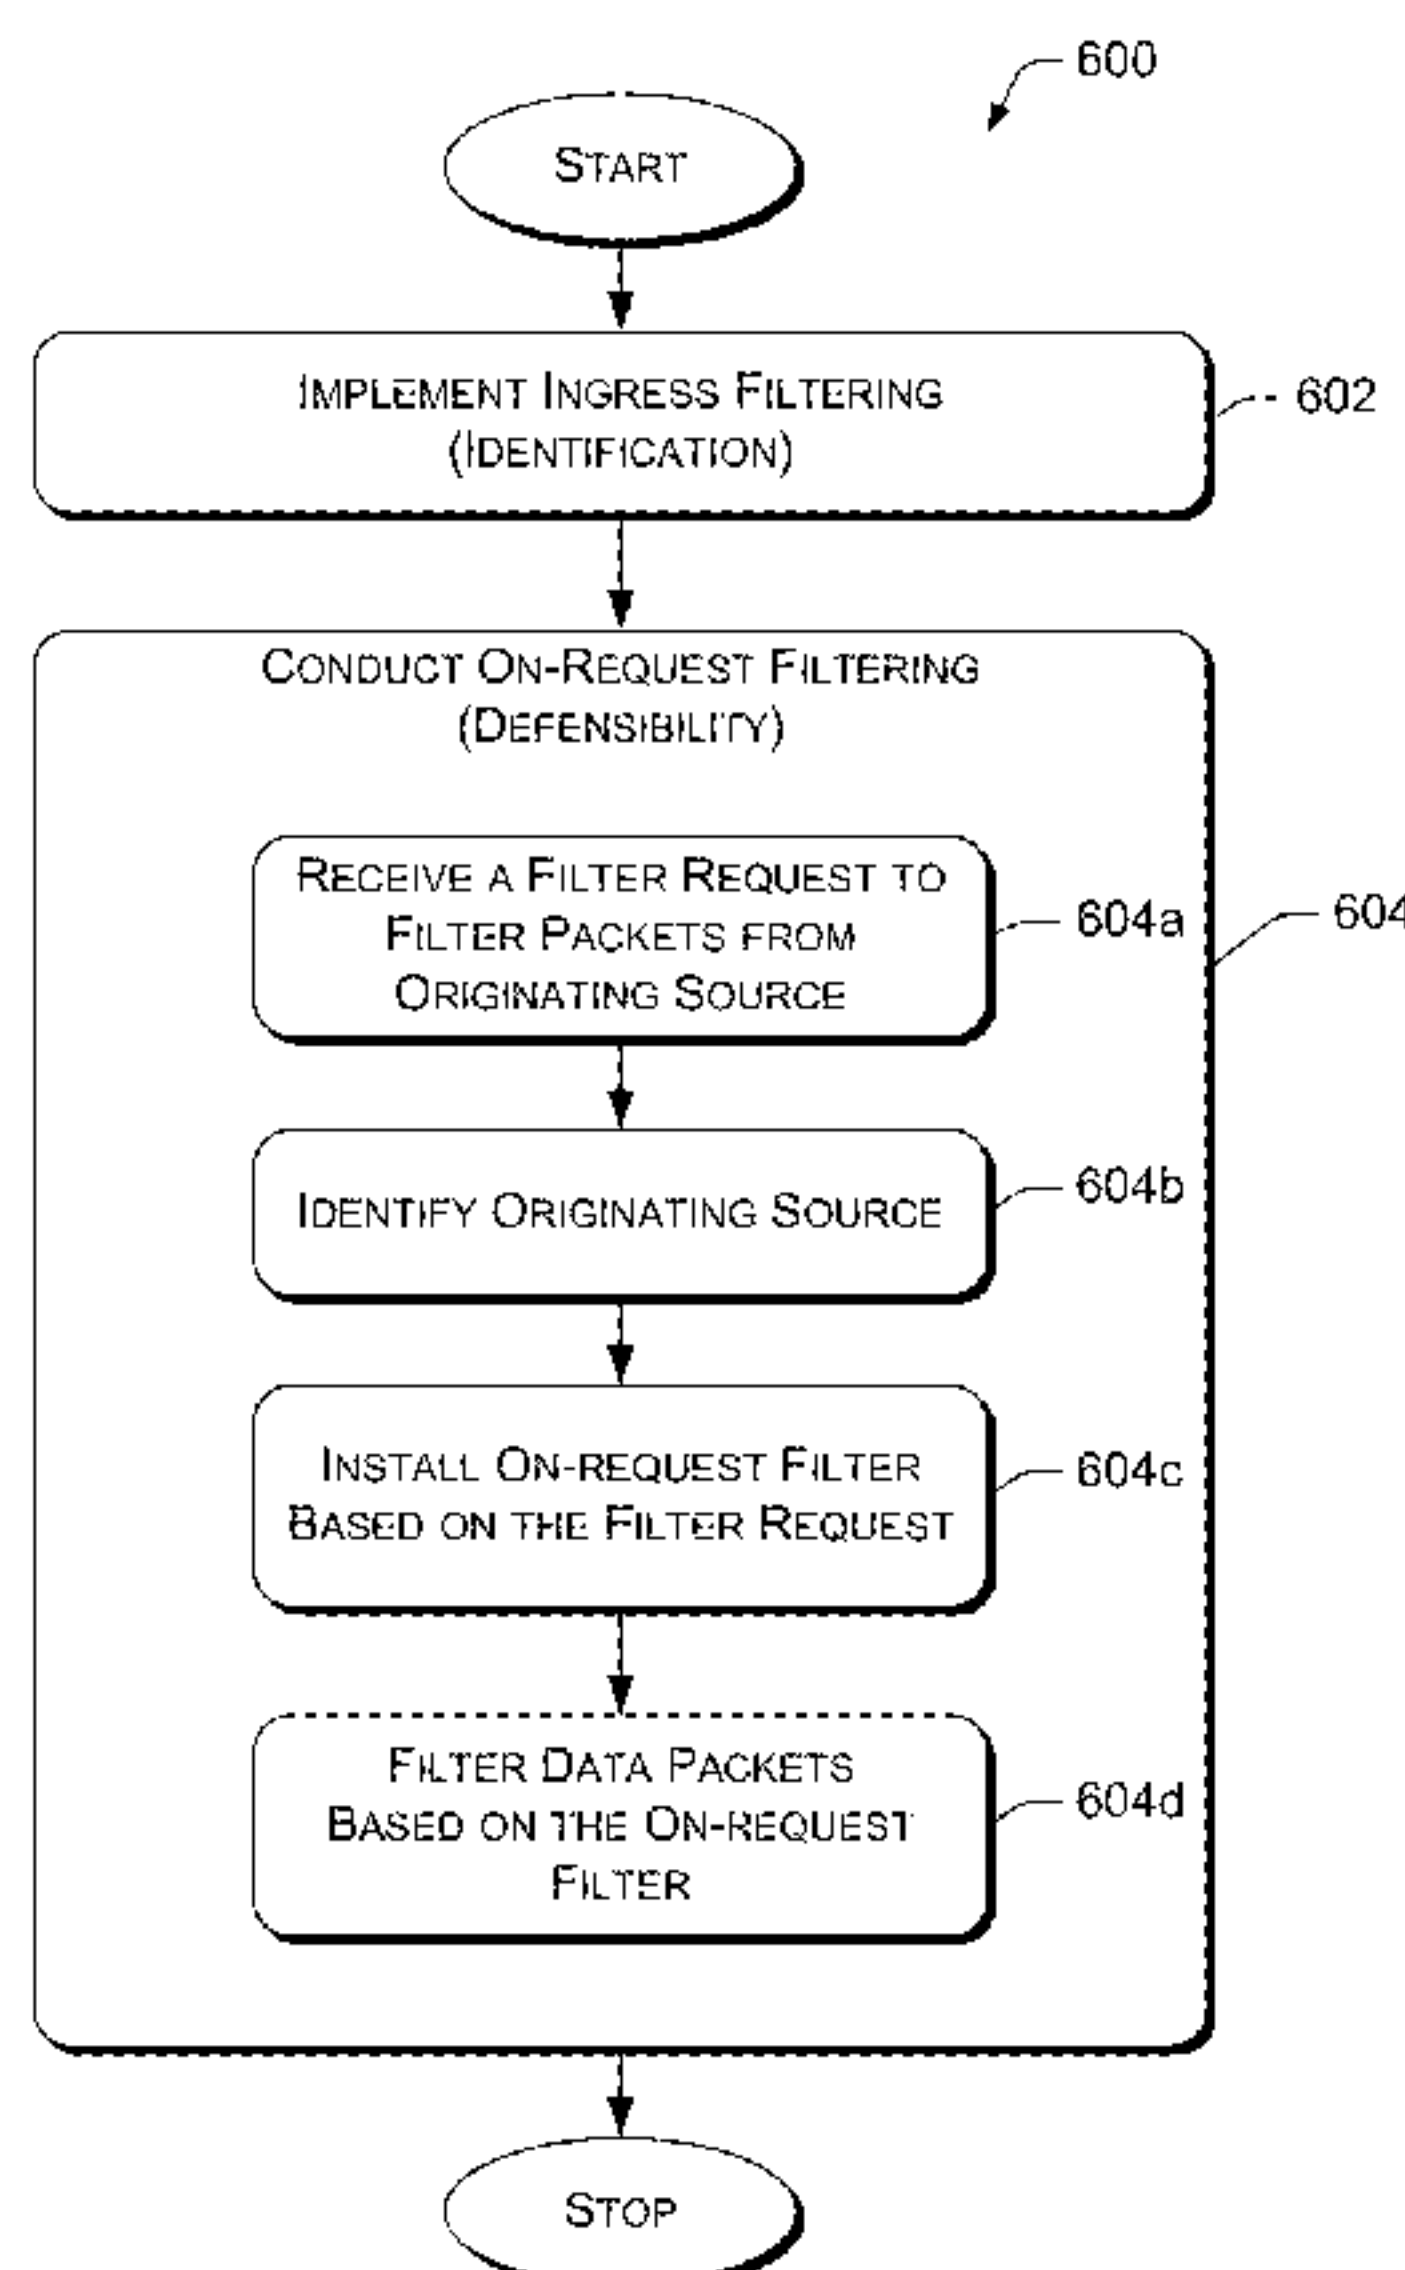 600
START
IMPLEMENT INGRESS FILTERING
(IDENTIFICATION)
602
CONDUCT ON-REQUEST FILTERING
(DEFENSIBILITY)
RECEIVE A FILTER REQUEST TO
FILTER PACKETS FROM
ORIGINATING SOURCE
604a
604
IDENTIFY ORIGINATING SOURCE
604b
INSTALL ON-REQUEST FILTER
BASED ON THE FILTER REQUEST
604c
FILTER DATA PACKETS
BASED ON THE ON-REQUEST
FILTER
604d
STOP